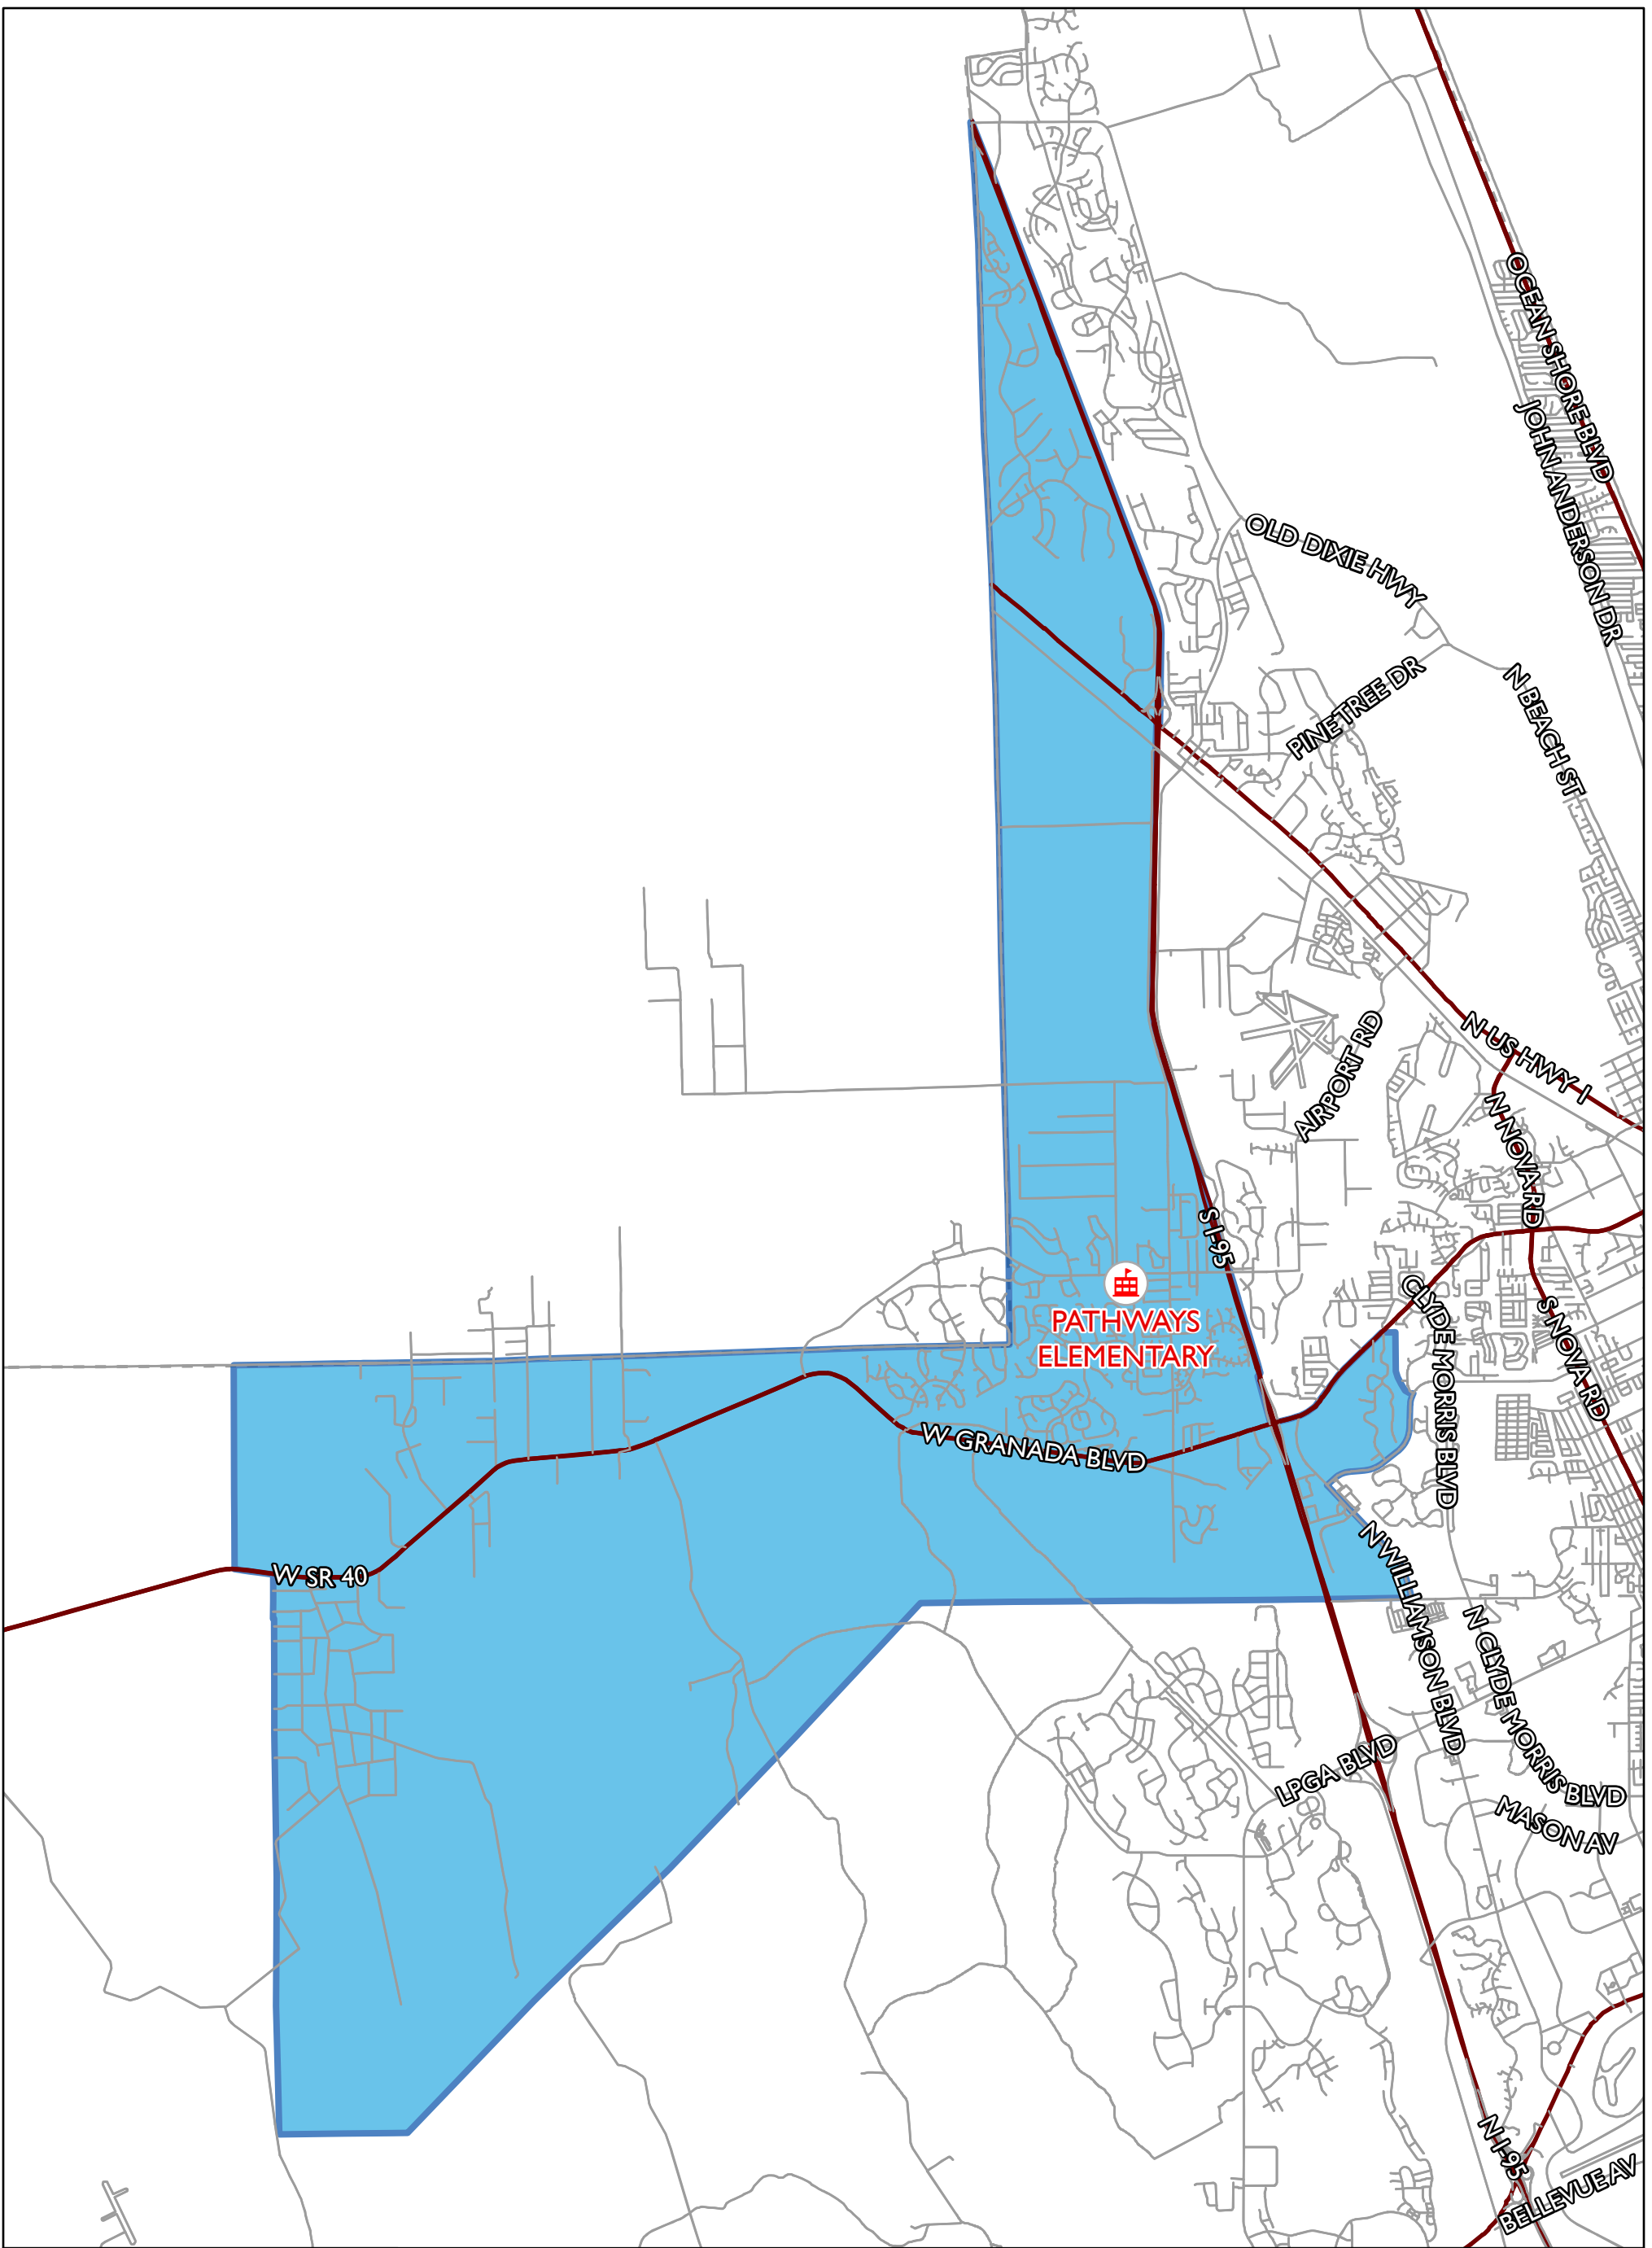 OCEAN SHORE BLVD
JOHN ANDERSON DR
OLD DIXIE HWY
PINETREE DR
N BEACH ST
N US HWY 1
AIRPORT RD
N NOVA RD
S I-95
PATHWAYS
ELEMENTARY
CLYDE MORRIS BLVD
S NOVA RD
W GRANADA BLVD
W SR 40
N WILLIAMSON BLVD
N CLYDE MORRIS BLVD
LPGA BLVD
MASON AV
N I-95
BELLEVUE AV